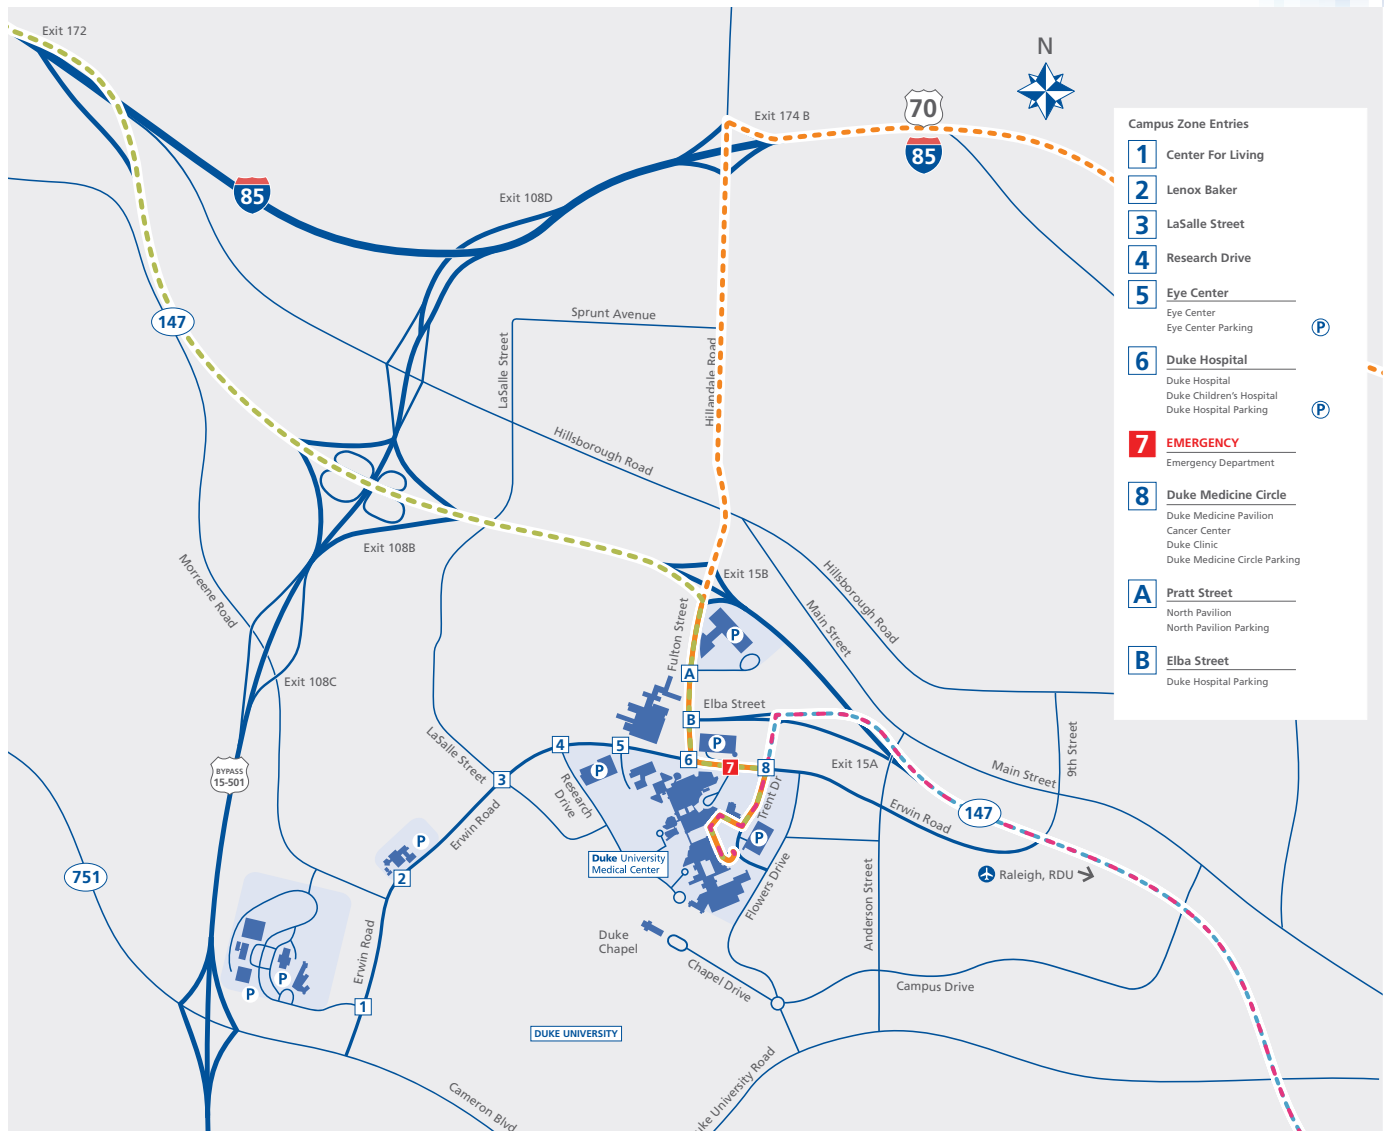 Exit 172
N
Exit 174 B
70
85
85
Exit 108D
147
Sprunt Avenue
LaSalle Street
Hillandale Road
Hillsborough Road
Exit 108B
Morreene Road
Exit 15B
Hillsborough Road
Main Street
Fulton Street
P
A
Exit 108C
Elba Street
B
P
9th Street
LaSalle Street
4
5
6
7
8
Exit 15A
Main Street
BYPASS
15-501
3
P
Research
Drive
Trent Dr
147
Erwin Road
Erwin Road
P
P
Duke University
Medical Center
2
751
Raleigh, RDU
Flowers Drive
Anderson Street
Erwin Road
Duke
Chapel
Chapel Drive
Campus Drive
P
P
1
DUKE UNIVERSITY
Cameron Blvd
uke University Road
Campus Zone Entries
1 Center For Living
2 Lenox Baker
3 LaSalle Street
4 Research Drive
5 Eye Center
Eye Center
Eye Center Parking P
6 Duke Hospital
Duke Hospital
Duke Children's Hospital
Duke Hospital Parking P
7 EMERGENCY
Emergency Department
8 Duke Medicine Circle
Duke Medicine Pavilion
Cancer Center
Duke Clinic
Duke Medicine Circle Parking
A Pratt Street
North Pavilion
North Pavilion Parking
B Elba Street
Duke Hospital Parking